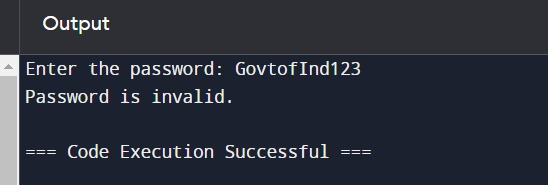 Output
Enter the password: GovtofInd123
Password is invalid.
=== Code Execution Successful ===